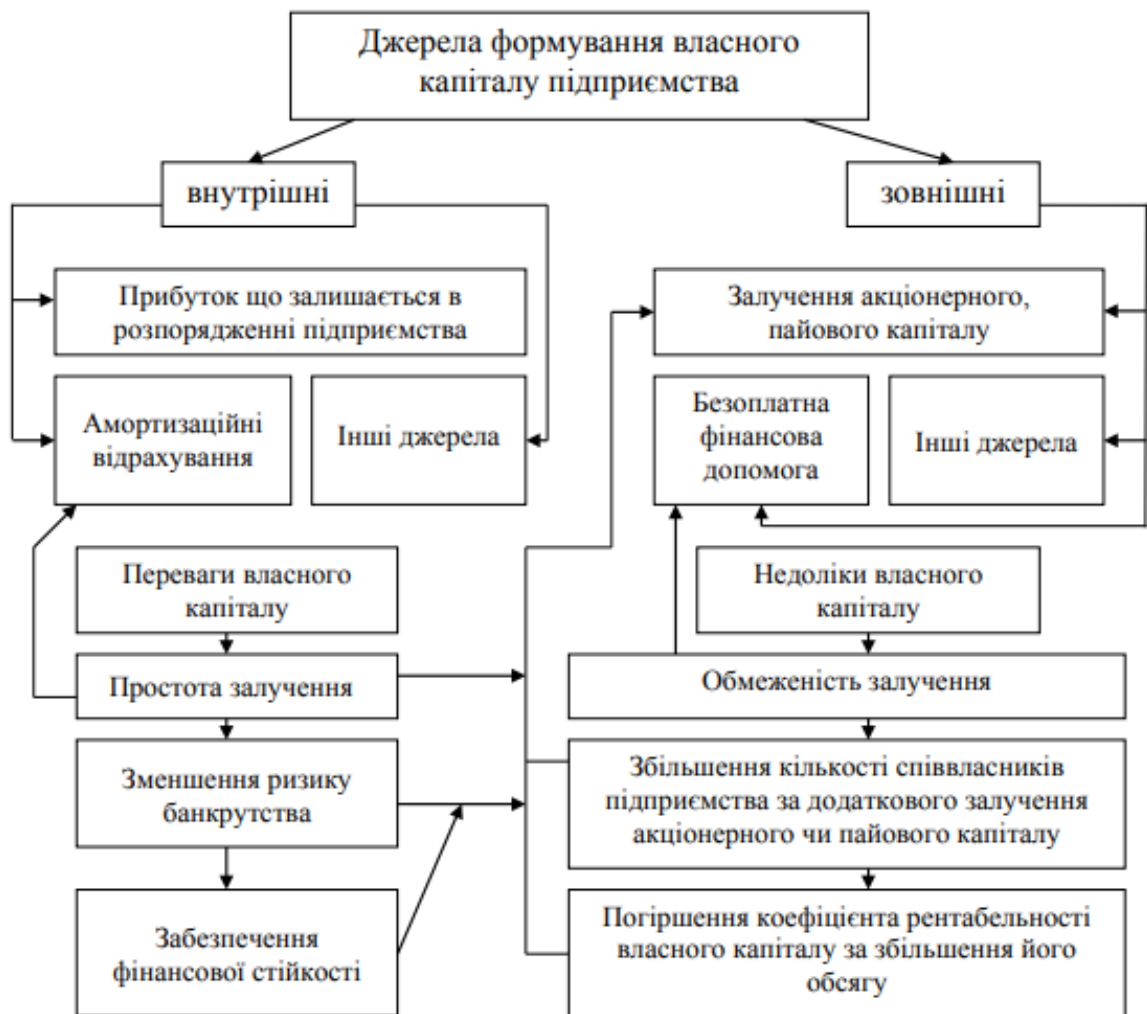 Джерела формування власного
капіталу підприємства
внутрішні
зовнішні
Прибуток що залишається в
розпорядженні підприємства
Залучення акціонерного,
пайового капіталу
Амортизаційні
відрахування
Інші джерела
Безоплатна
фінансова
допомога
Інші джерела
Переваги власного
капіталу
Недоліки власного
капіталу
Простота залучення
Обмеженість залучення
Зменшення ризику
банкрутства
Збільшення кількості співвласників
підприємства за додаткового залучення
акціонерного чи пайового капіталу
Забезпечення
фінансової стійкості
Погіршення коефіцієнта рентабельності
власного капіталу за збільшення його
обсягу